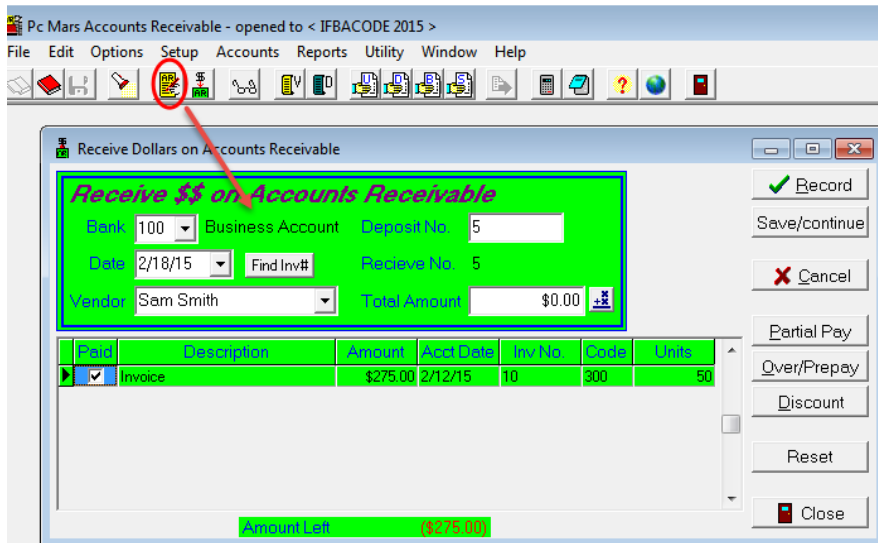 Pc Mars Accounts Receivable - opened to < IFBACODE 2015 >
File Edit Options Setup Accounts Reports Utility Window Help
AR $ AR V D U D B S ?
$ AR Receive Dollars on Accounts Receivable
Receive $$ on Accounts Receivable
Bank 100 Business Account Deposit No. 5
Date 2/18/15 Find Inv# Recieve No. 5
Vendor Sam Smith Total Amount $0.00
Record
Save/continue
Cancel
Partial Pay
Over/Prepay
Discount
Reset
Close
Paid Description Amount Acct Date Inv No. Code Units
Invoice $275.00 2/12/15 10 300 50
Amount Left ($275.00)